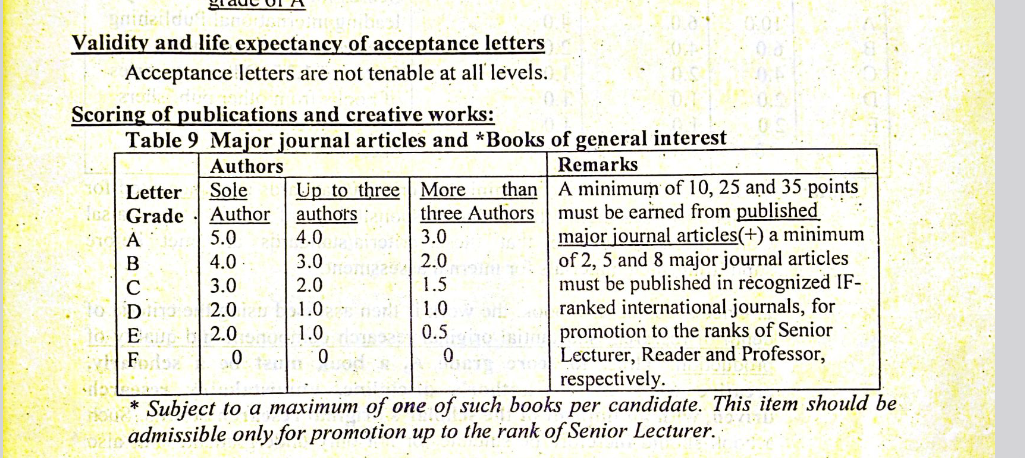 grade of A
Validity and life expectancy of acceptance letters
Acceptance letters are not tenable at all levels.
Scoring of publications and creative works:
Table 9 Major journal articles and *Books of general interest
Authors Remarks
Letter Grade Sole Author Up to three authors More than three Authors
A 5.0 4.0 3.0
B 4.0 3.0 2.0
C 3.0 2.0 1.5
D 2.0 1.0 1.0
E 2.0 1.0 0.5
F 0 0 0
A minimum of 10, 25 and 35 points
must be earned from published
major journal articles(+) a minimum
of 2, 5 and 8 major journal articles
must be published in recognized IF-
ranked international journals, for
promotion to the ranks of Senior
Lecturer, Reader and Professor,
respectively.
* Subject to a maximum of one of such books per candidate. This item should be
admissible only for promotion up to the rank of Senior Lecturer.